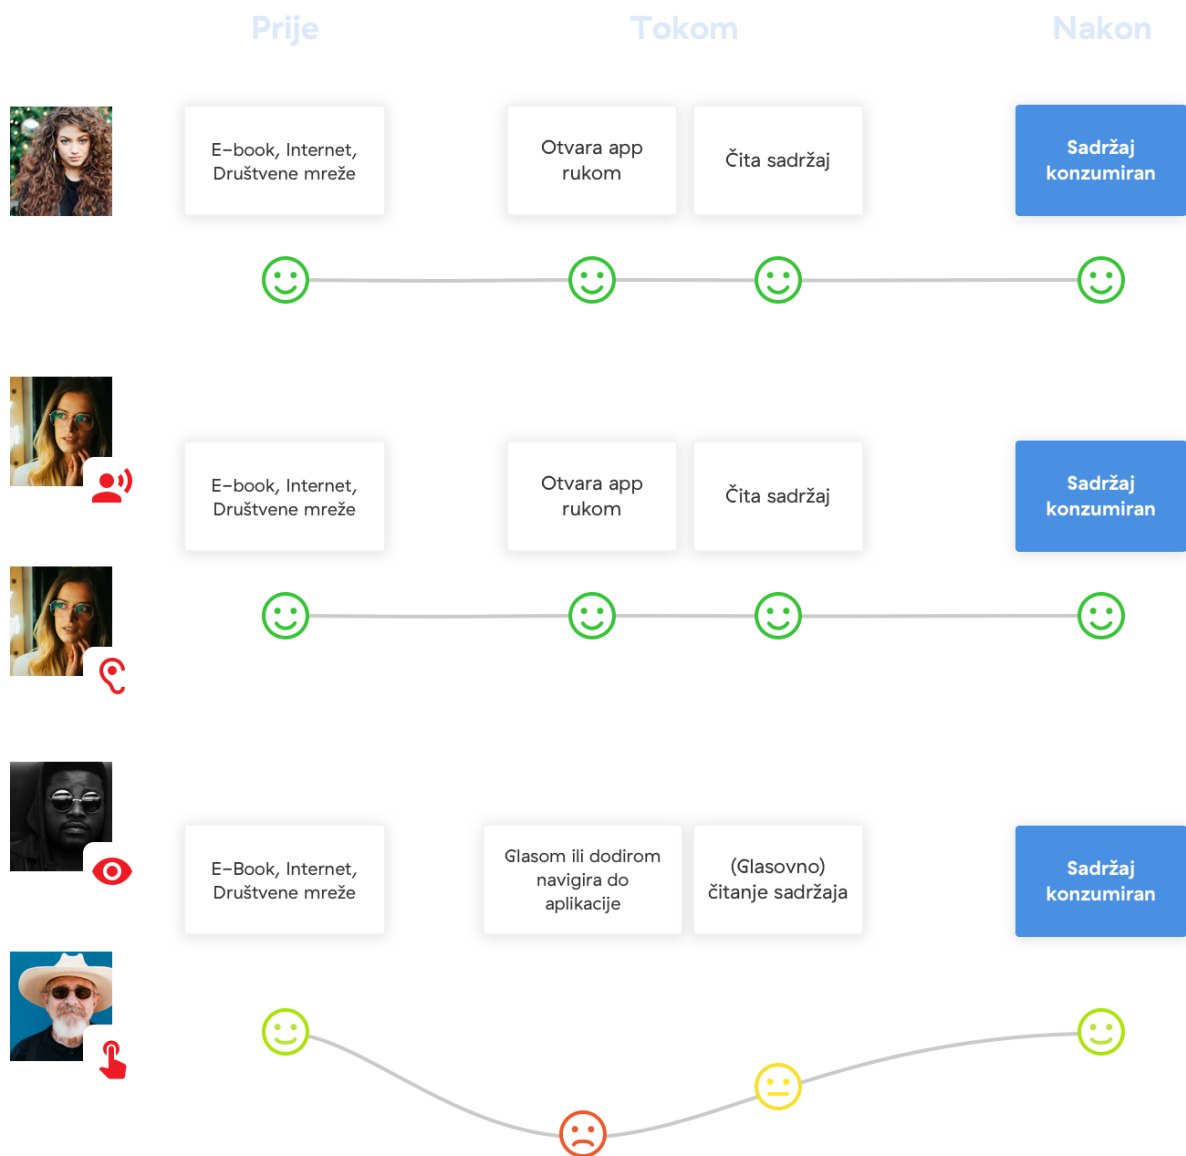 Prije
Tokom
Nakon
E-book, Internet,
Društvene mreže
Otvara app
rukom
Čita sadržaj
Sadržaj
konzumiran
E-book, Internet,
Društvene mreže
Otvara app
rukom
Čita sadržaj
Sadržaj
konzumiran
E-Book, Internet,
Društvene mreže
Glasom ili dodirom
navigira do
aplikacije
(Glasovno)
čitanje sadržaja
Sadržaj
konzumiran